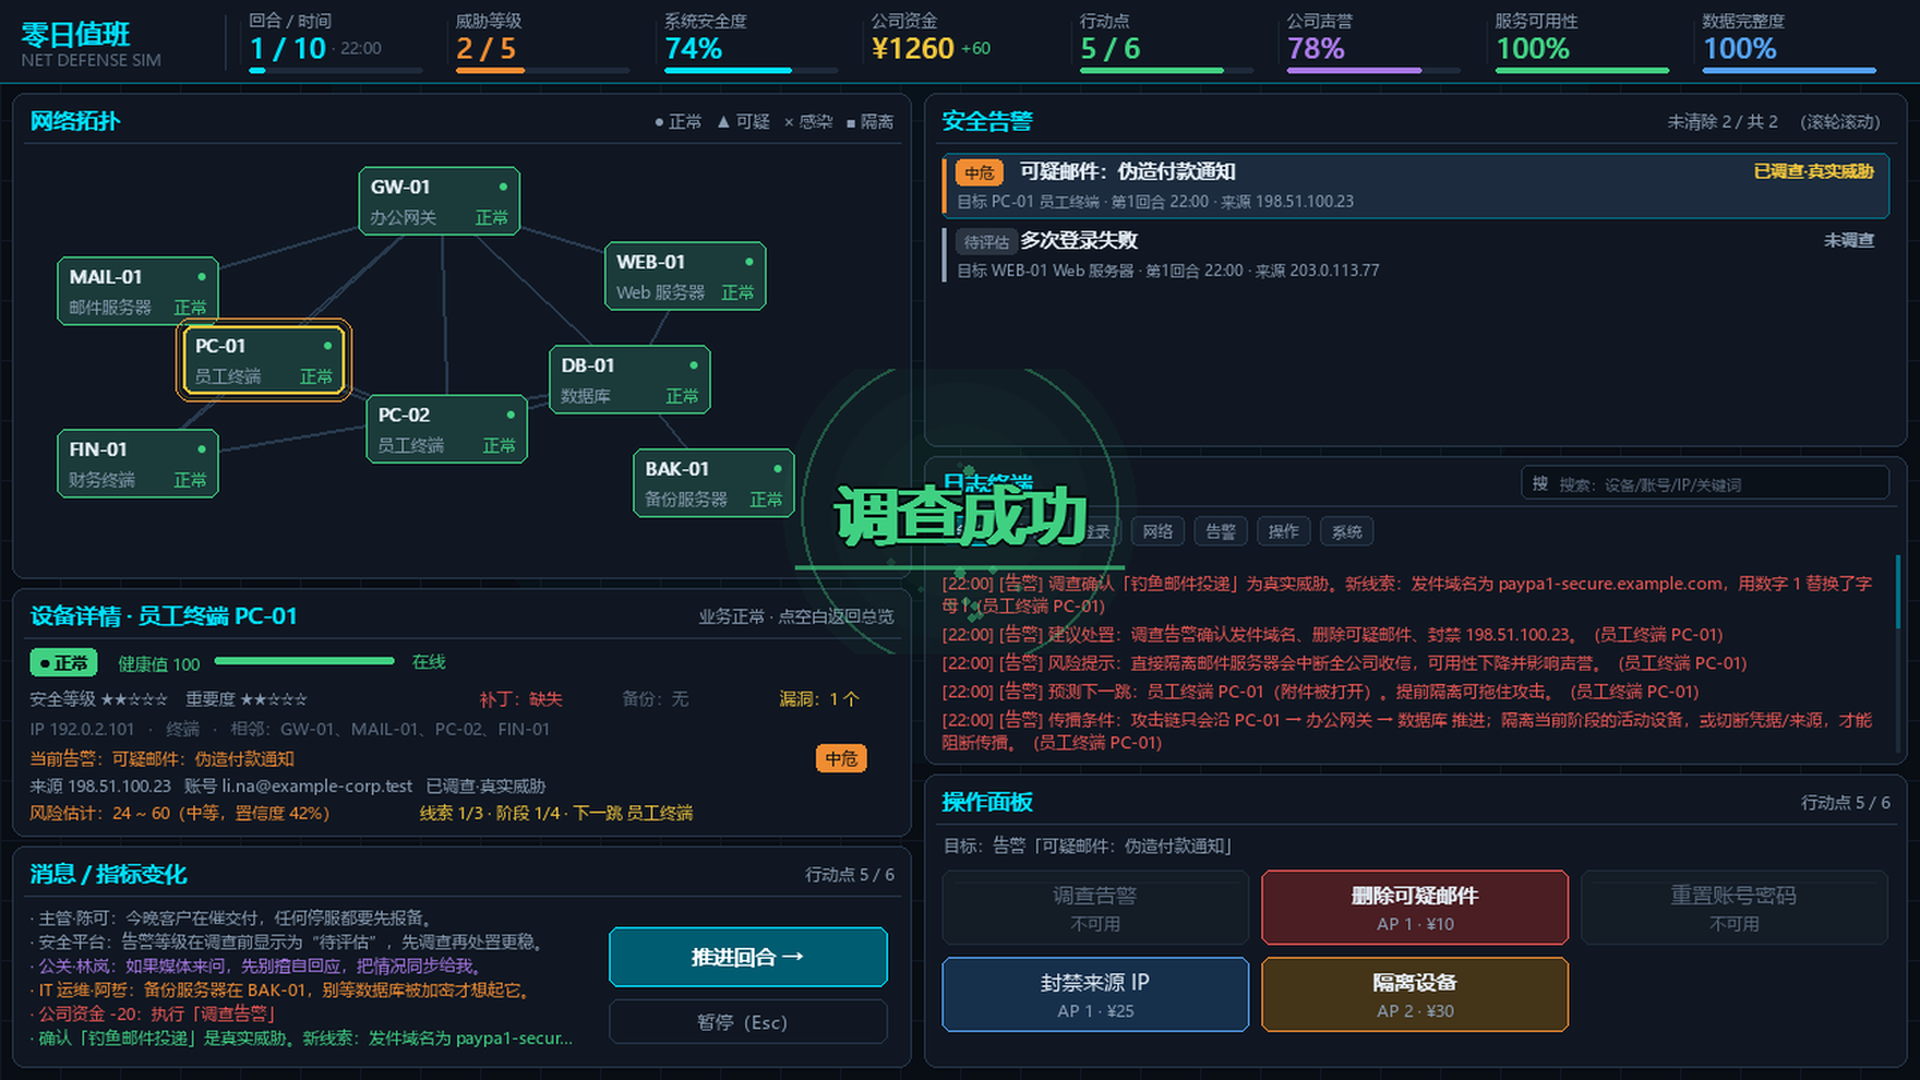 零日值班
NET DEFENSE SIM
回合 / 时间
1 / 10 · 22:00
威胁等级
2 / 5
系统安全度
74%
公司资金
¥1260 +60
行动点
5 / 6
公司声誉
78%
服务可用性
100%
数据完整度
100%
网络拓扑
● 正常 ▲ 可疑 × 感染 ■ 隔离
GW-01
办公网关 正常
MAIL-01
邮件服务器 正常
WEB-01
Web 服务器 正常
PC-01
员工终端 正常
DB-01
数据库 正常
PC-02
员工终端 正常
FIN-01
财务终端 正常
BAK-01
备份服务器 正常
设备详情 · 员工终端 PC-01
业务正常 · 点空白返回总览
● 正常 健康值 100 在线
安全等级 ★★☆☆☆ 重要度 ★★☆☆☆ 补丁：缺失 备份：无 漏洞：1 个
IP 192.0.2.101 · 终端 · 相邻：GW-01、MAIL-01、PC-02、FIN-01
当前告警：可疑邮件：伪造付款通知 中危
来源 198.51.100.23 账号 li.na@example-corp.test 已调查·真实威胁
风险估计：24 ~ 60（中等，置信度 42%） 线索 1/3 · 阶段 1/4 · 下一跳 员工终端
消息 / 指标变化
行动点 5 / 6
· 主管·陈可：今晚客户在催交付，任何停服都要先报备。
· 安全平台：告警等级在调查前显示为“待评估”，先调查再处置更稳。
· 公关·林岚：如果媒体来问，先别擅自回应，把情况同步给我。
· IT 运维·阿哲：备份服务器在 BAK-01，别等数据库被加密才想起它。
· 公司资金 -20：执行「调查告警」
· 确认「钓鱼邮件投递」是真实威胁。新线索：发件域名为 paypa1-secur...
推进回合 →
暂停（Esc）
安全告警
未清除 2 / 共 2 （滚轮滚动）
中危 可疑邮件：伪造付款通知 已调查·真实威胁
目标 PC-01 员工终端 · 第1回合 22:00 · 来源 198.51.100.23
待评估 多次登录失败 未调查
目标 WEB-01 Web 服务器 · 第1回合 22:00 · 来源 203.0.113.77
日志终端
搜 搜索：设备/账号/IP/关键词
调查成功
录 网络 告警 操作 系统
[22:00] [告警] 调查确认「钓鱼邮件投递」为真实威胁。新线索：发件域名为 paypa1-secure.example.com，用数字 1 替换了字
母 l。(员工终端 PC-01)
[22:00] [告警] 建议处置：调查告警确认发件域名、删除可疑邮件、封禁 198.51.100.23。 (员工终端 PC-01)
[22:00] [告警] 风险提示：直接隔离邮件服务器会中断全公司收信，可用性下降并影响声誉。 (员工终端 PC-01)
[22:00] [告警] 预测下一跳：员工终端 PC-01（附件被打开）。提前隔离可拖住攻击。 (员工终端 PC-01)
[22:00] [告警] 传播条件：攻击链只会沿 PC-01 → 办公网关 → 数据库 推进；隔离当前阶段的活动设备，或切断凭据/来源，才能
阻断传播。 (员工终端 PC-01)
操作面板
行动点 5 / 6
目标：告警「可疑邮件：伪造付款通知」
调查告警
不可用
删除可疑邮件
AP 1 · ¥10
重置账号密码
不可用
封禁来源 IP
AP 1 · ¥25
隔离设备
AP 2 · ¥30